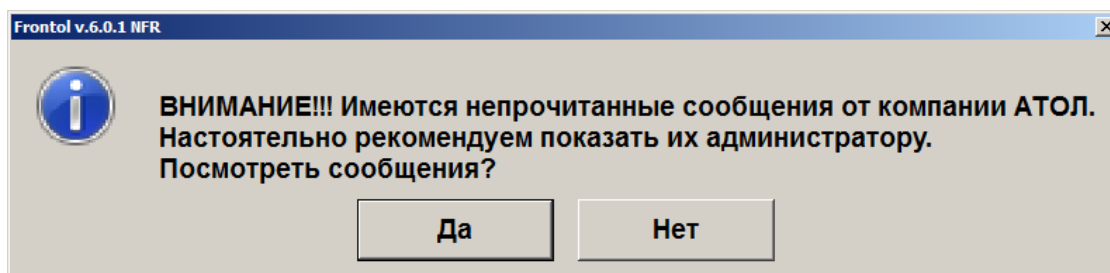 Frontol v.6.0.1 NFR
ВНИМАНИЕ!!! Имеются непрочитанные сообщения от компании АТОЛ.
Настоятельно рекомендуем показать их администратору.
Посмотреть сообщения?
Да Нет